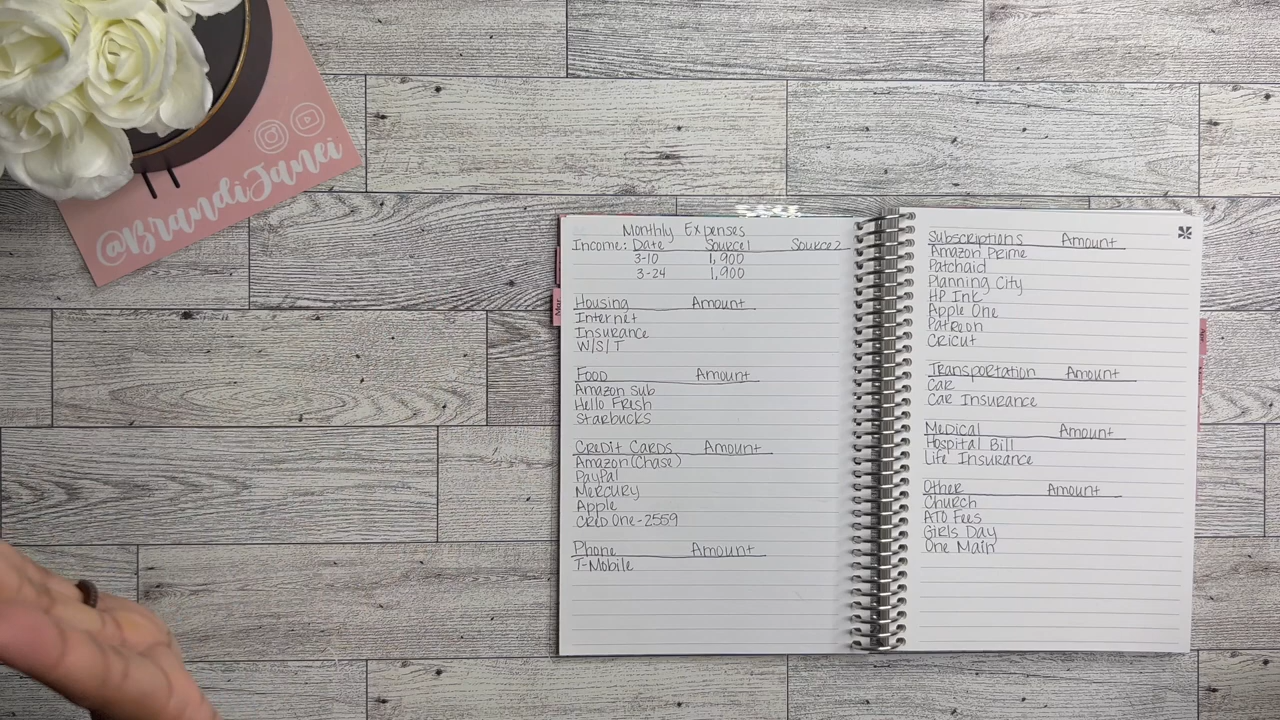 @BrandiJanei
Monthly Expenses
Income: Date Source1 Source2
3-10 1,900
3-24 1,900
Housing Amount
Internet
Insurance
W/S/T
Food Amount
Amazon Sub
Hello Fresh
Starbucks
Credit Cards Amount
Amazon (Chase)
PayPal
Mercury
Apple
Cred One-2559
Phone Amount
T-Mobile
Mar
Subscriptions Amount
Amazon Prime
Patchaid
Planning City
HP Ink
Apple One
Patreon
Cricut
Transportation Amount
Car
Car Insurance
Medical Amount
Hospital Bill
Life Insurance
Other Amount
Church
ATO Fees
Girls Day
One Main